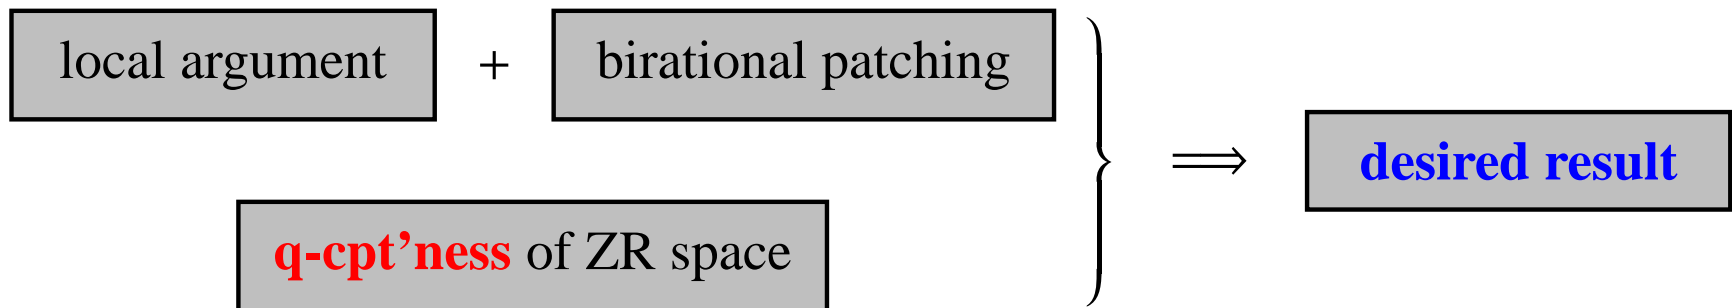 local argument + birational patching
q-cpt'ness of ZR space
⟹ desired result